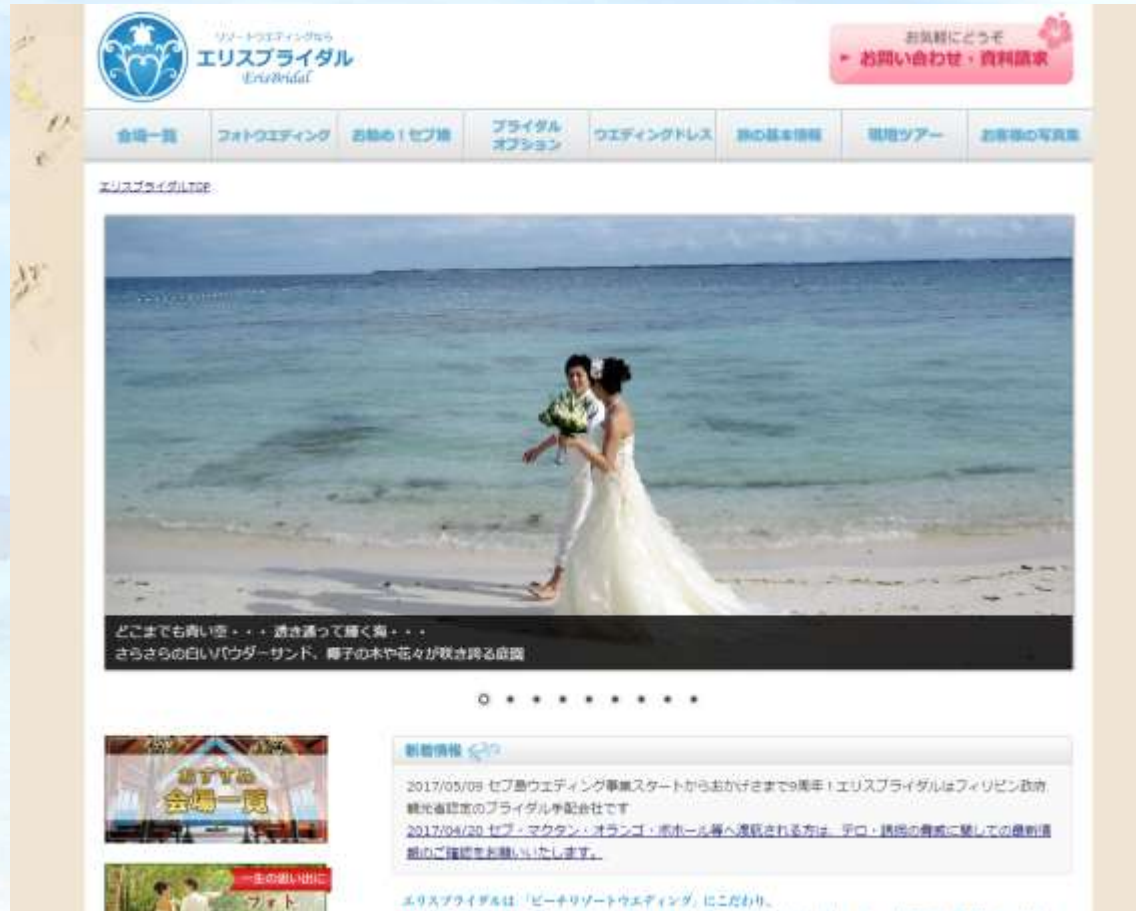 リゾートウエディングなら
エリスブライダル
ErisBridal
お気軽にどうぞ
お問い合わせ・資料請求
会場一覧
フォトウエディング
お勧め！セブ島
ブライダル
オプション
ウエディングドレス
旅の基本情報
現地ツアー
お客様の写真集
エリスブライダルTOP
どこまでも青い空・・・ 透き通って輝く海・・・
さらさらの白いパウダーサンド、椰子の木や花々が咲き誇る庭園
おすすめ
会場一覧
新着情報
2017/05/09 セブ島ウエディング事業スタートからおかげさまで9周年！エリスブライダルはフィリピン政府
観光省認定のブライダル手配会社です
2017/04/20 セブ・マクタン・オランゴ・ボホール等へ渡航される方は、テロ・誘拐の脅威に関しての最新情
報のご確認をお願いいたします。
一生の思い出に
フォト
エリスブライダルは「ビーチリゾートウエディング」にこだわり、